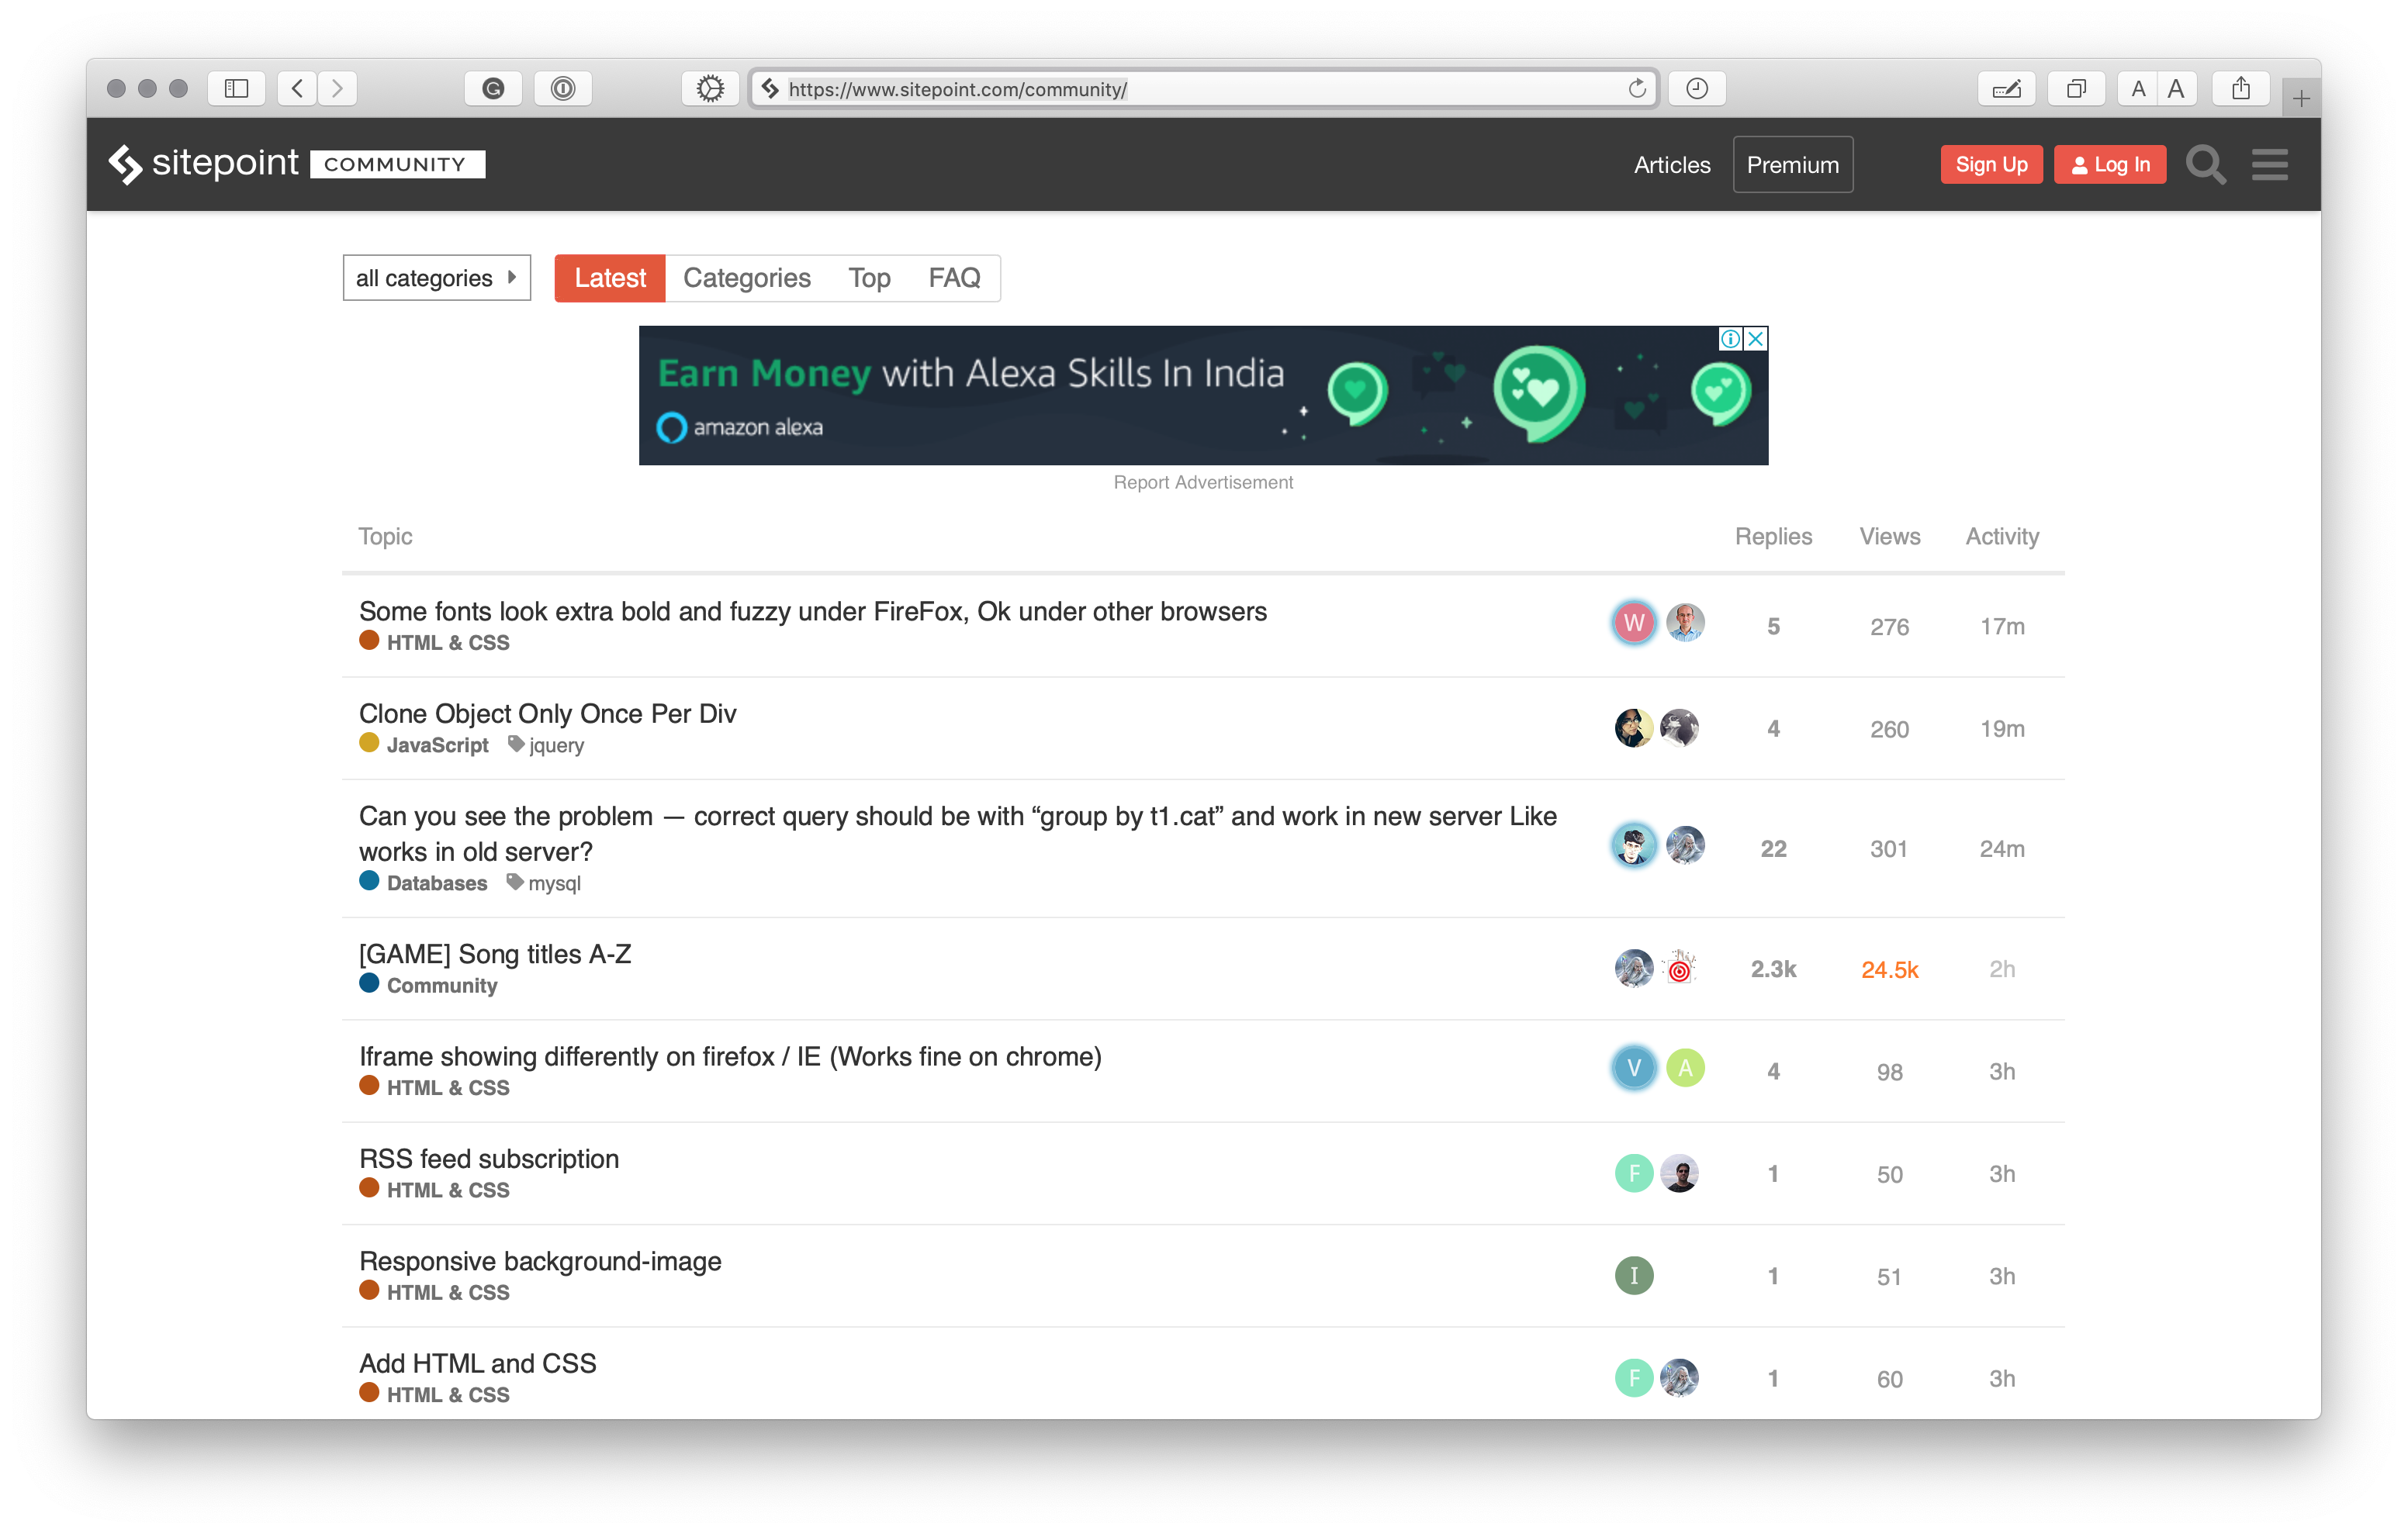 https://www.sitepoint.com/community/
A A
sitepoint COMMUNITY Articles Premium Sign Up Log In
all categories Latest Categories Top FAQ
Earn Money with Alexa Skills In India
amazon alexa
Report Advertisement
Topic Replies Views Activity
Some fonts look extra bold and fuzzy under FireFox, Ok under other browsers
HTML & CSS
W 5 276 17m
Clone Object Only Once Per Div
JavaScript jquery
4 260 19m
Can you see the problem — correct query should be with “group by t1.cat” and work in new server Like
works in old server?
Databases mysql
22 301 24m
[GAME] Song titles A-Z
Community
2.3k 24.5k 2h
Iframe showing differently on firefox / IE (Works fine on chrome)
HTML & CSS
V A 4 98 3h
RSS feed subscription
HTML & CSS
F 1 50 3h
Responsive background-image
HTML & CSS
I 1 51 3h
Add HTML and CSS
HTML & CSS
F 1 60 3h